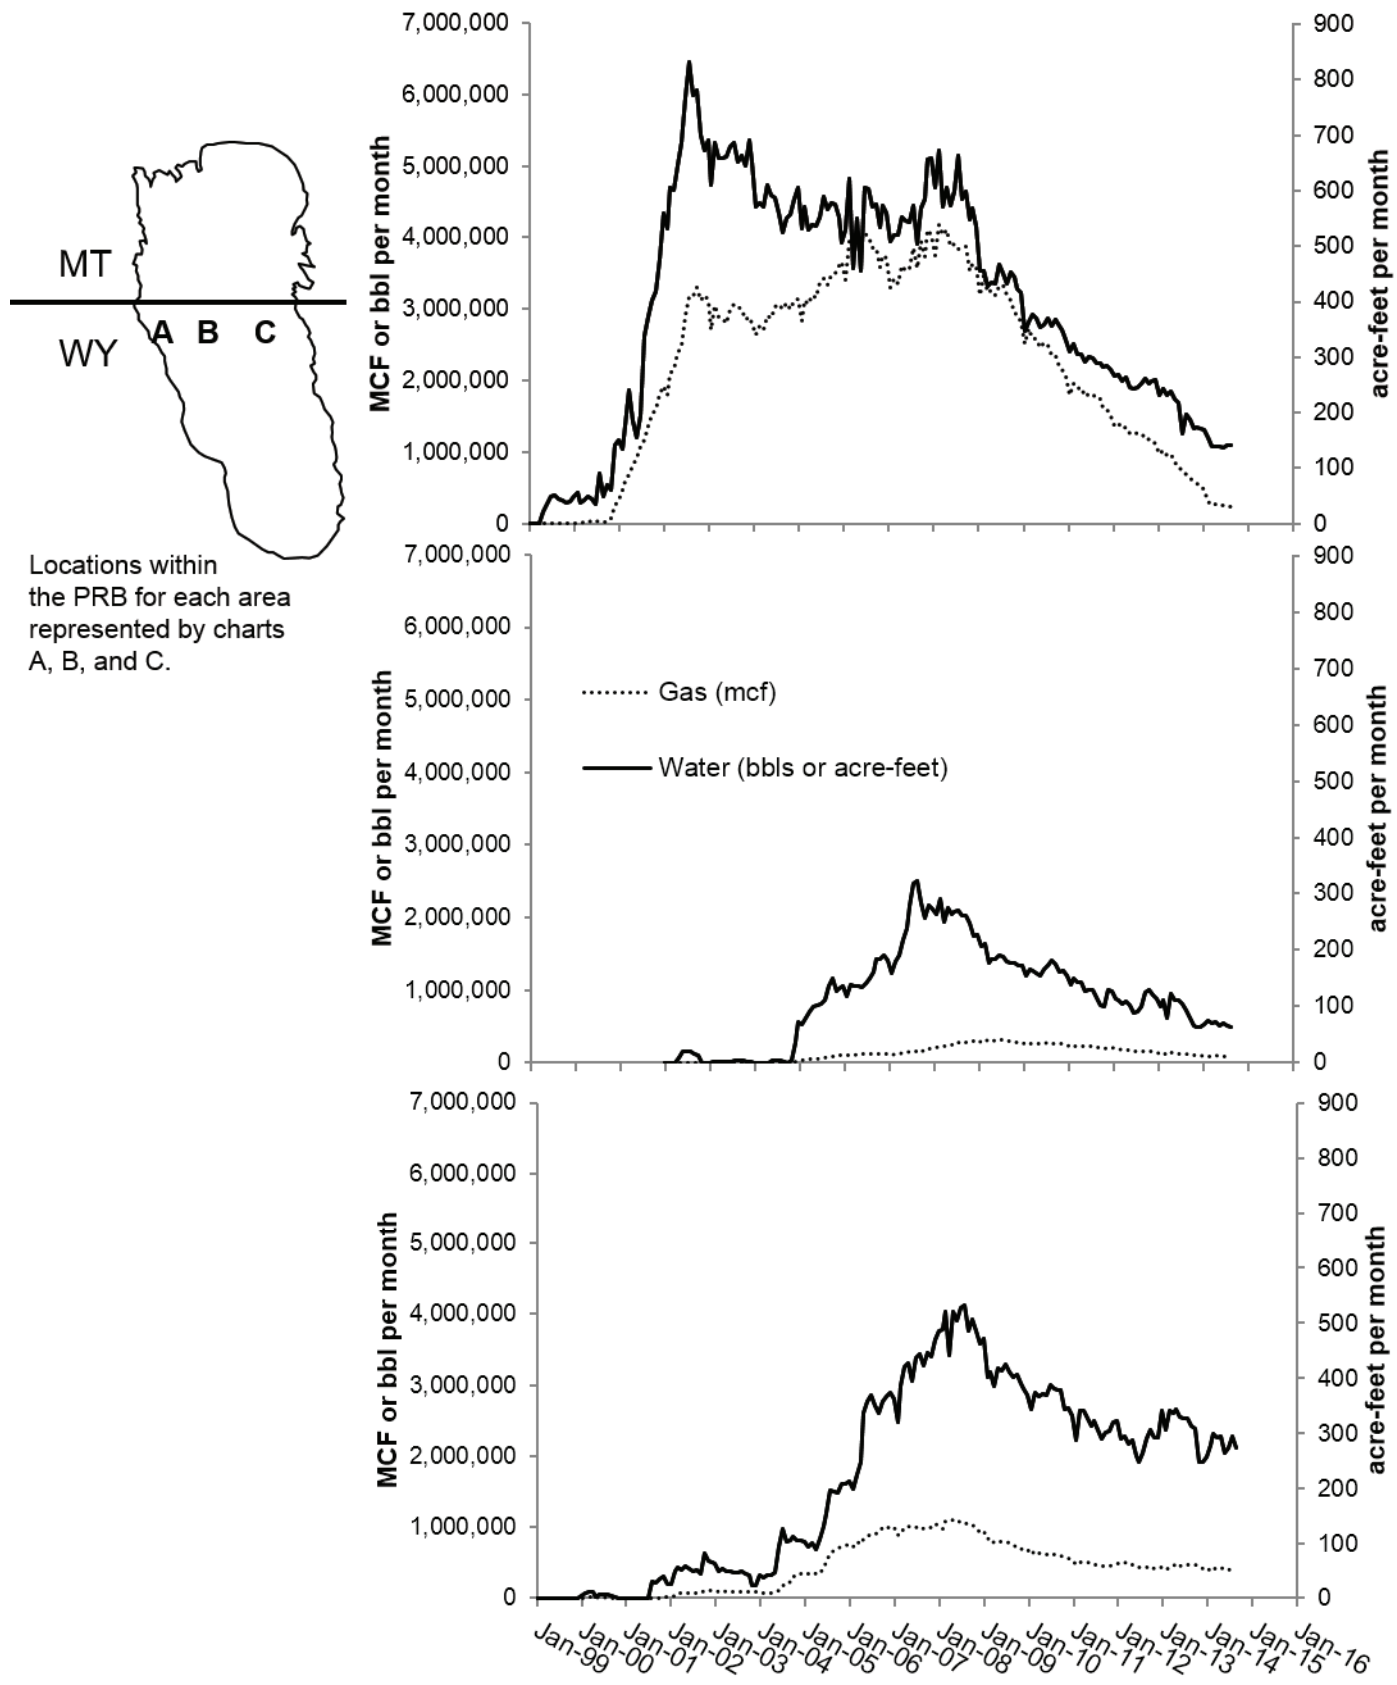 MT
WY
A B C
Locations within
the PRB for each area
represented by charts
A, B, and C.
MCF or bbl per month
7,000,000
6,000,000
5,000,000
4,000,000
3,000,000
2,000,000
1,000,000
0
900
800
700
600
500
400
300
200
100
0
acre-feet per month
MCF or bbl per month
7,000,000
6,000,000
5,000,000
4,000,000
3,000,000
2,000,000
1,000,000
0
Gas (mcf)
Water (bbls or acre-feet)
900
800
700
600
500
400
300
200
100
0
acre-feet per month
MCF or bbl per month
7,000,000
6,000,000
5,000,000
4,000,000
3,000,000
2,000,000
1,000,000
0
900
800
700
600
500
400
300
200
100
0
acre-feet per month
Jan-99
Jan-00
Jan-01
Jan-02
Jan-03
Jan-04
Jan-05
Jan-06
Jan-07
Jan-08
Jan-09
Jan-10
Jan-11
Jan-12
Jan-13
Jan-14
Jan-15
Jan-16